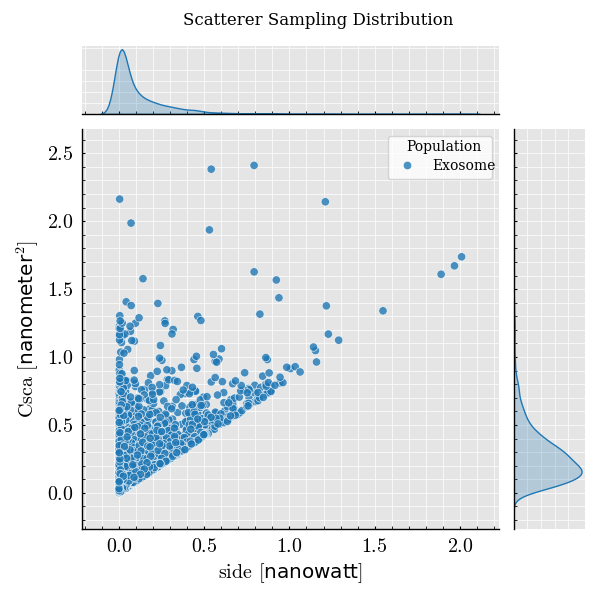 Scatterer Sampling Distribution
Population
Exosome
2.5
2.0
1.5
1.0
0.5
0.0
Csca [nanometer²]
0.0 0.5 1.0 1.5 2.0
side [nanowatt]